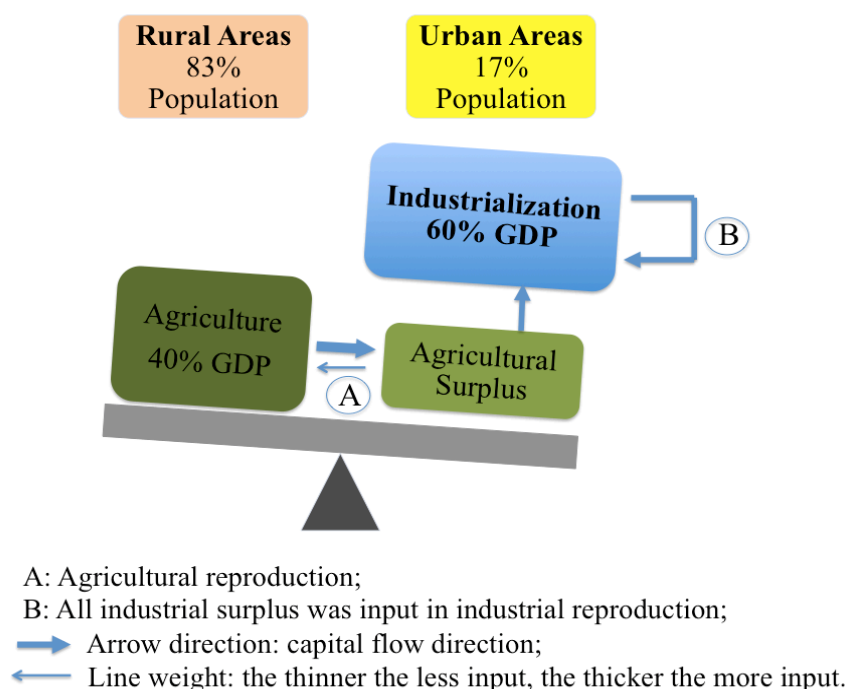 Rural Areas
83%
Population
Urban Areas
17%
Population
Industrialization
60% GDP
B
Agriculture
40% GDP
Agricultural
Surplus
A
A: Agricultural reproduction;
B: All industrial surplus was input in industrial reproduction;
Arrow direction: capital flow direction;
Line weight: the thinner the less input, the thicker the more input.